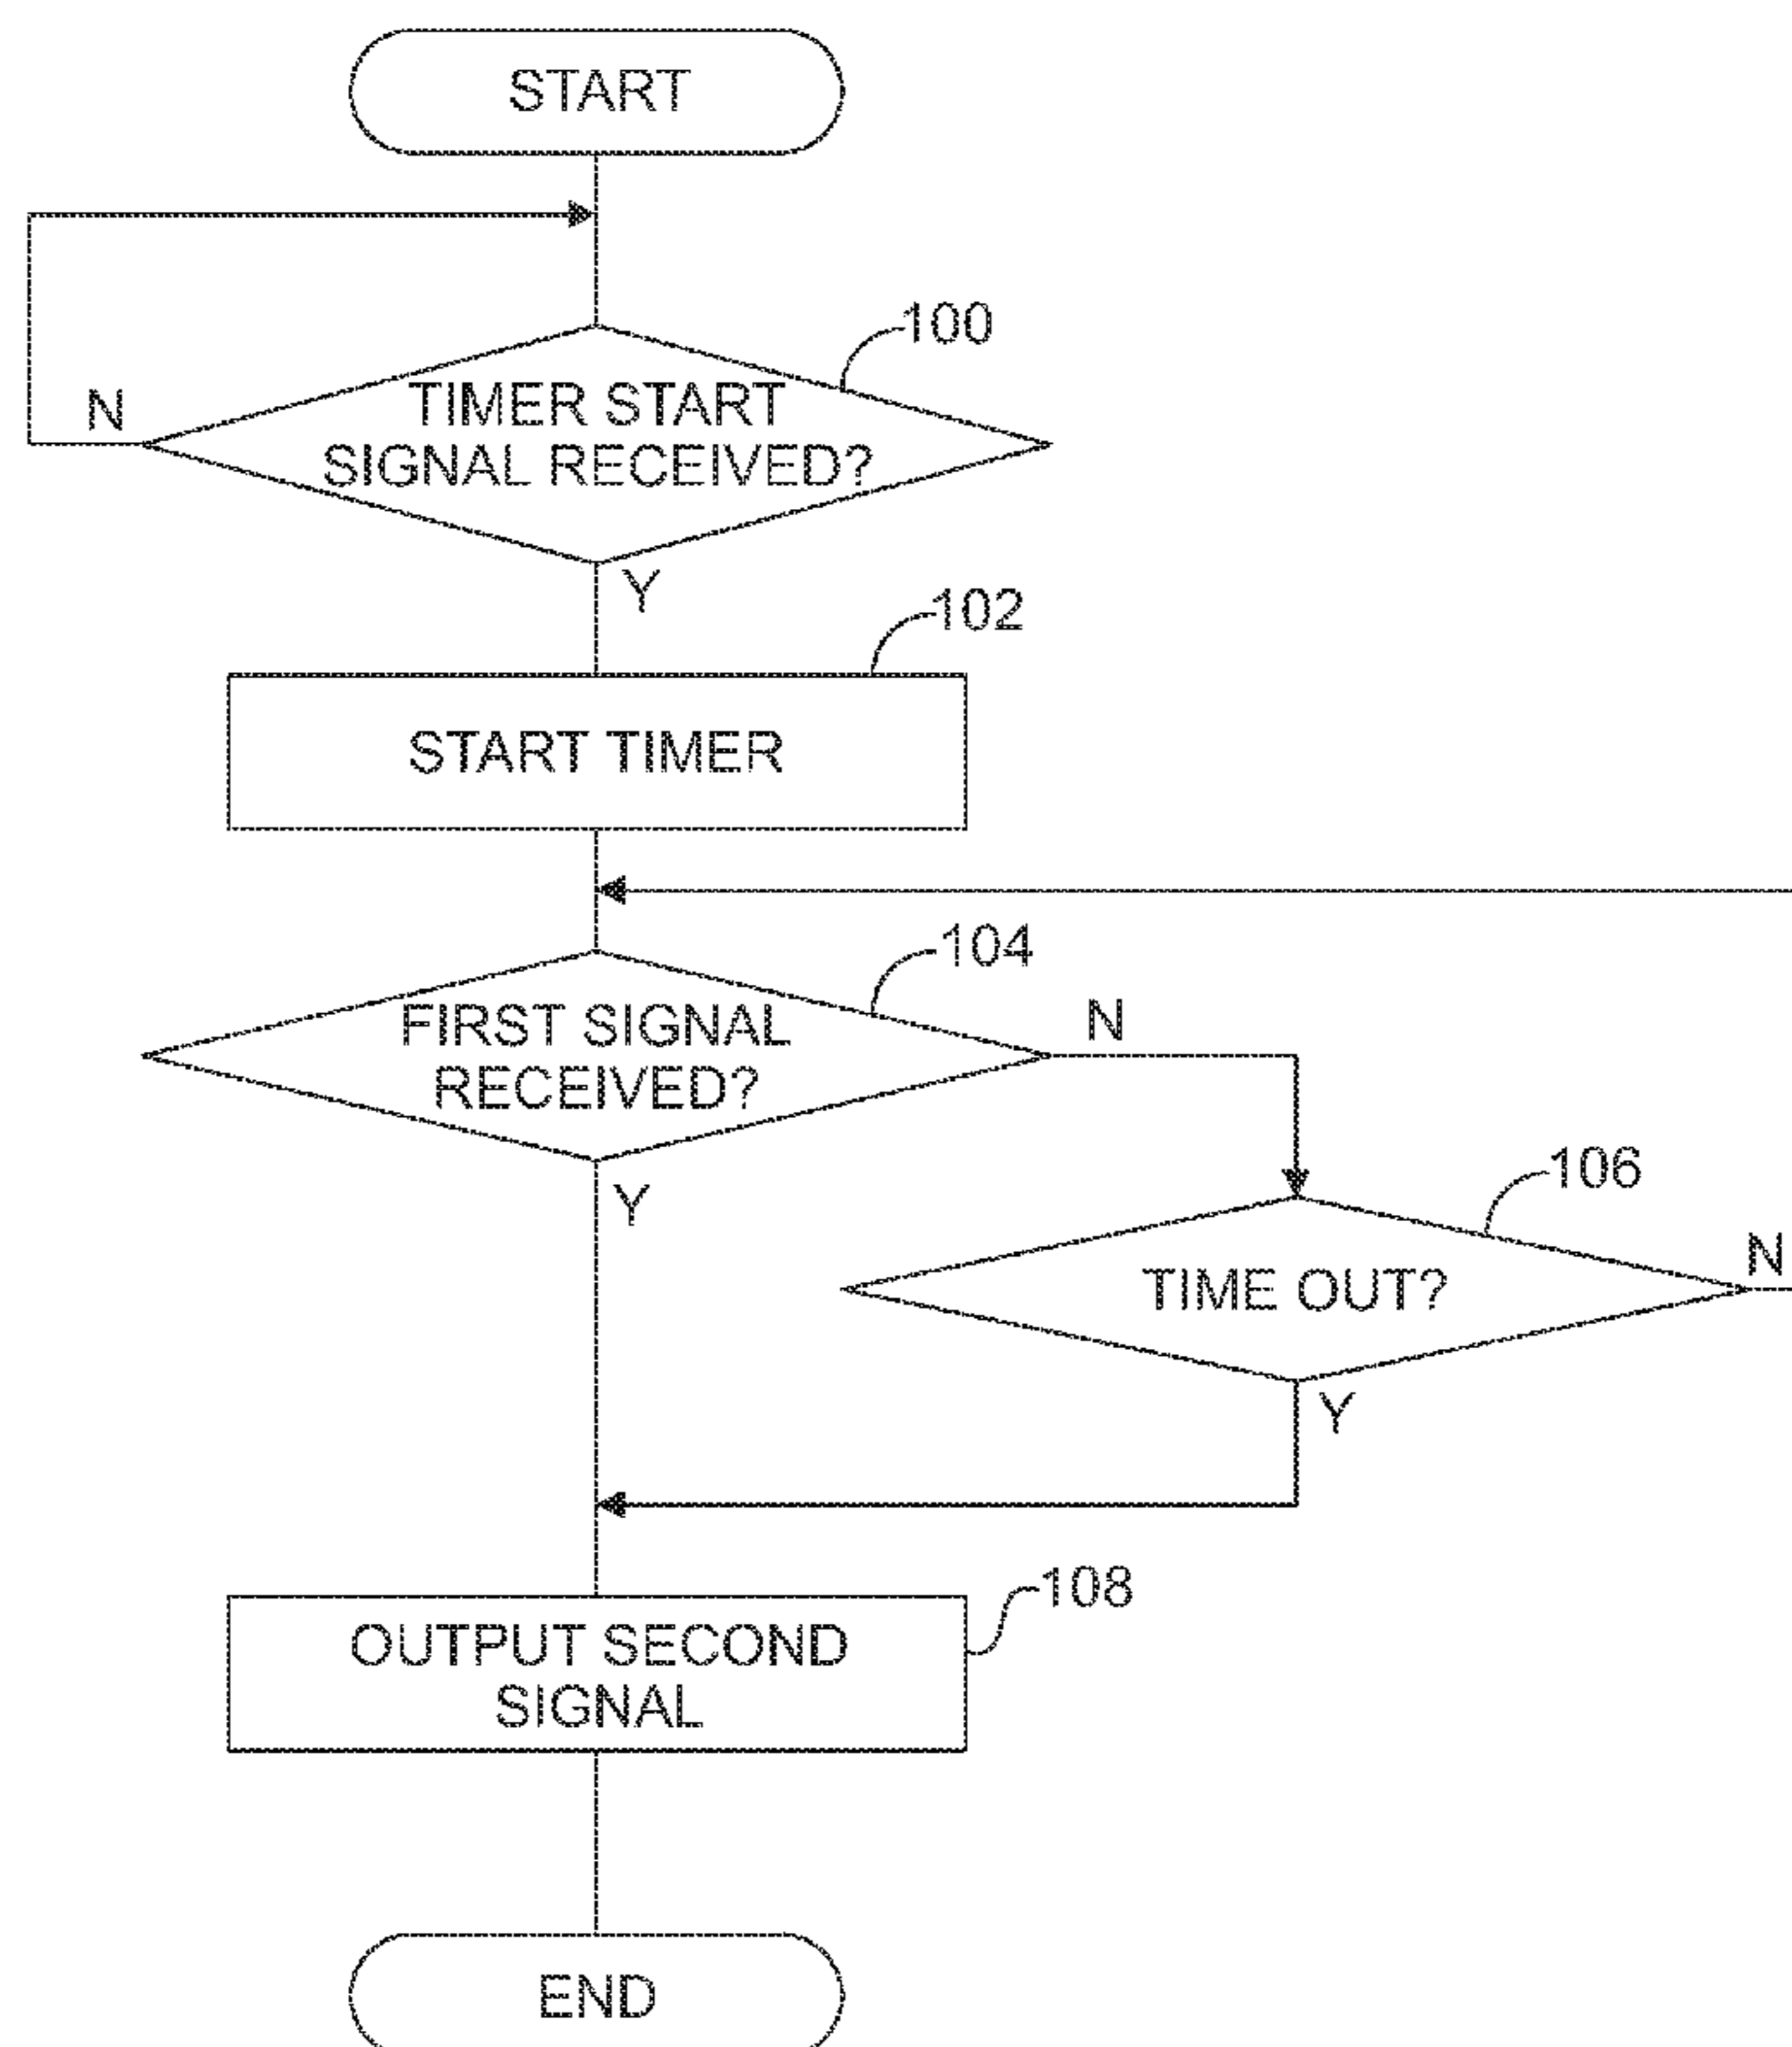 START
100
N
TIMER START
SIGNAL RECEIVED?
Y
102
START TIMER
104
FIRST SIGNAL
RECEIVED?
N
Y
106
TIME OUT?
N
Y
108
OUTPUT SECOND
SIGNAL
END